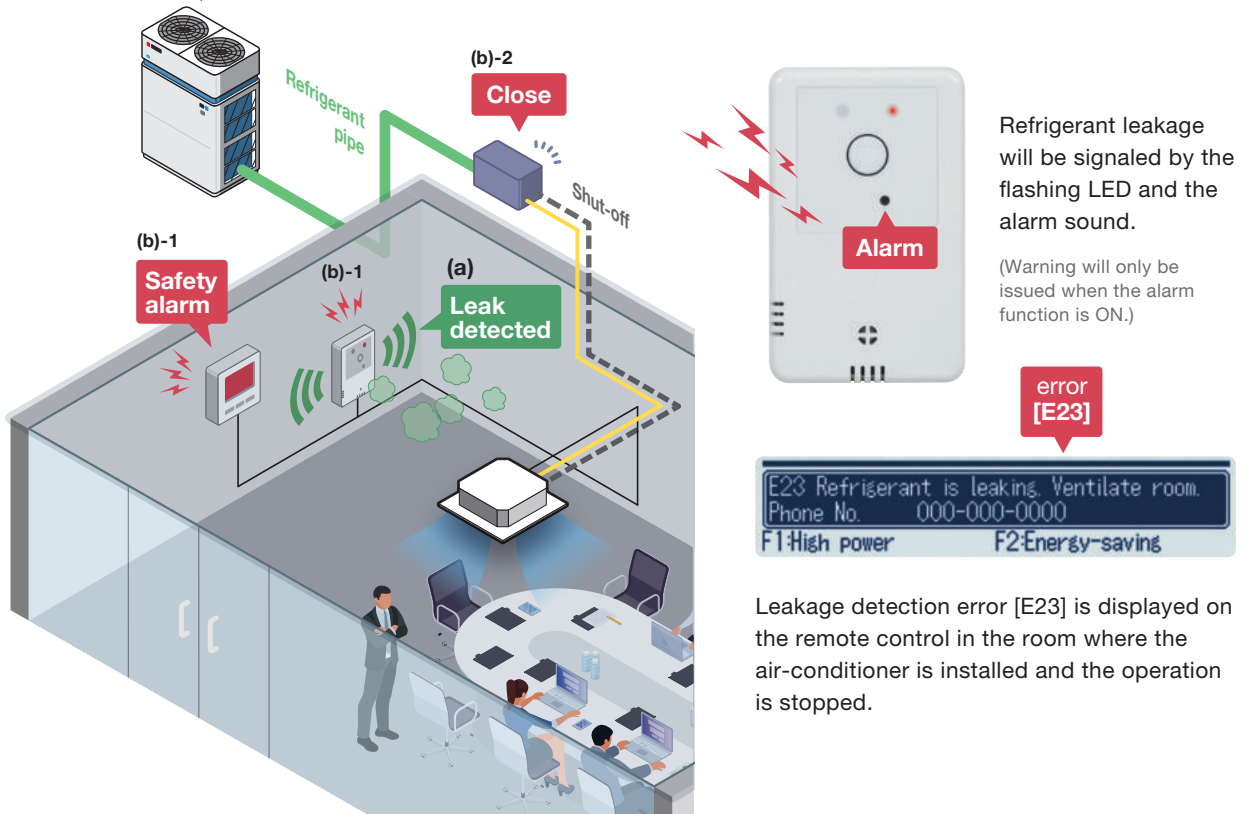 (b)-2
Close
Refrigerant
pipe
Shut-off
(b)-1
Safety
alarm
(b)-1
(a)
Leak
detected
Alarm
Refrigerant leakage
will be signaled by the
flashing LED and the
alarm sound.
(Warning will only be
issued when the alarm
function is ON.)
error
[E23]
E23 Refrigerant is leaking. Ventilate room.
Phone No. 000-000-0000
F1:High power F2:Energy-saving
Leakage detection error [E23] is displayed on
the remote control in the room where the
air-conditioner is installed and the operation
is stopped.